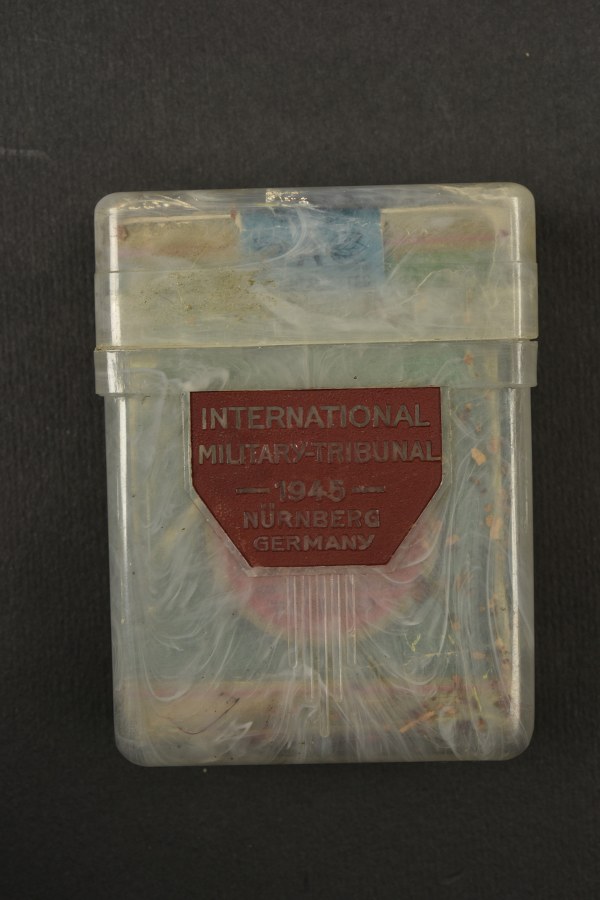 INTERNATIONAL
MILITARY-TRIBUNAL
— 1945 —
NÜRNBERG
GERMANY